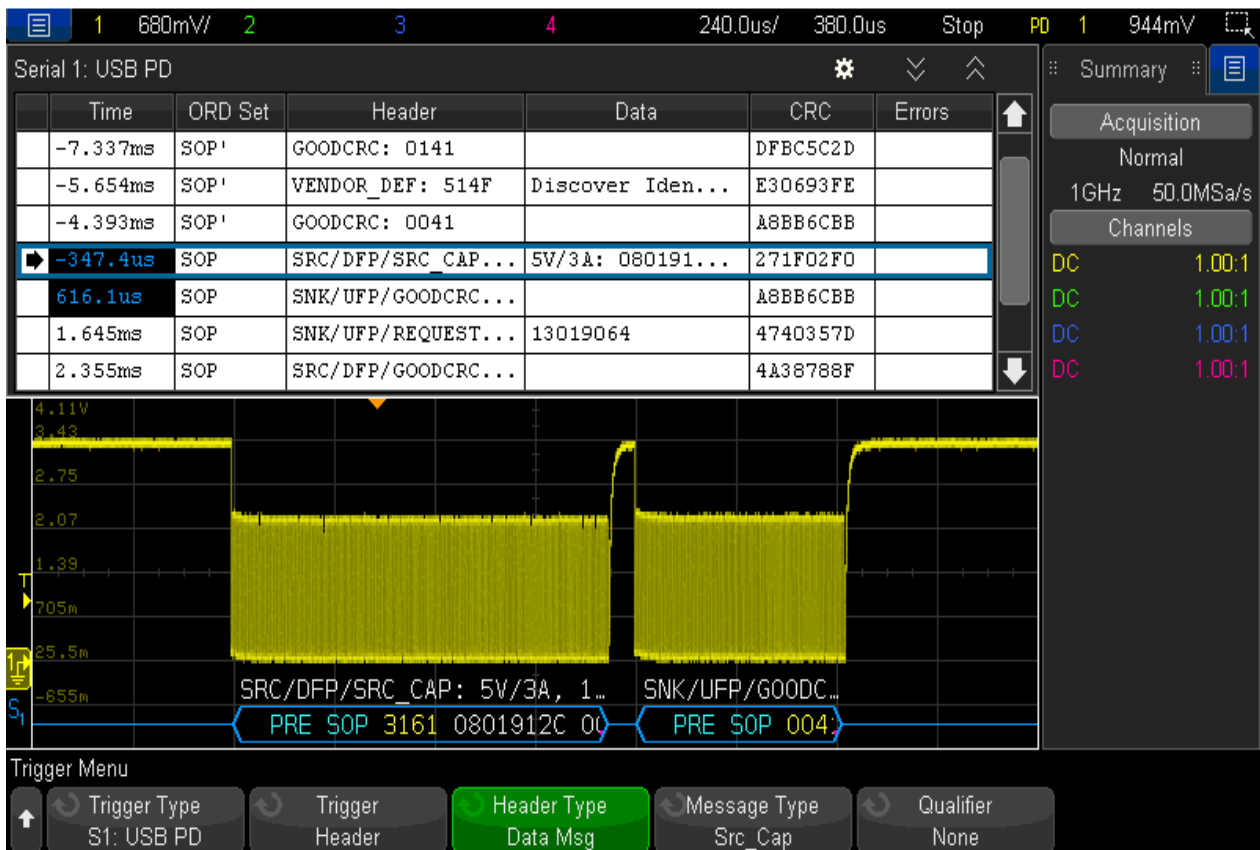 1 680mV/ 2 3 4 240.0us/ 380.0us Stop PD 1 944mV
Serial 1: USB PD
Time ORD Set Header Data CRC Errors
-7.337ms SOP' GOODCRC: 0141 DFBC5C2D
-5.654ms SOP' VENDOR_DEF: 514F Discover Iden... E30693FE
-4.393ms SOP' GOODCRC: 0041 A8BB6CBB
-347.4us SOP SRC/DFP/SRC_CAP... 5V/3A: 080191... 271F02F0
616.1us SOP SNK/UFP/GOODCRC... A8BB6CBB
1.645ms SOP SNK/UFP/REQUEST... 13019064 4740357D
2.355ms SOP SRC/DFP/GOODCRC... 4A38788F
Summary
Acquisition
Normal
1GHz 50.0MSa/s
Channels
DC 1.00:1
DC 1.00:1
DC 1.00:1
DC 1.00:1
4.11V
3.43
2.75
2.07
1.39
T
705m
1
25.5m
-655m
SRC/DFP/SRC_CAP: 5V/3A, 1… SNK/UFP/GOODC…
S1 PRE SOP 3161 0801912C PRE SOP 004
Trigger Menu
Trigger Type
S1: USB PD
Trigger
Header
Header Type
Data Msg
Message Type
Src_Cap
Qualifier
None